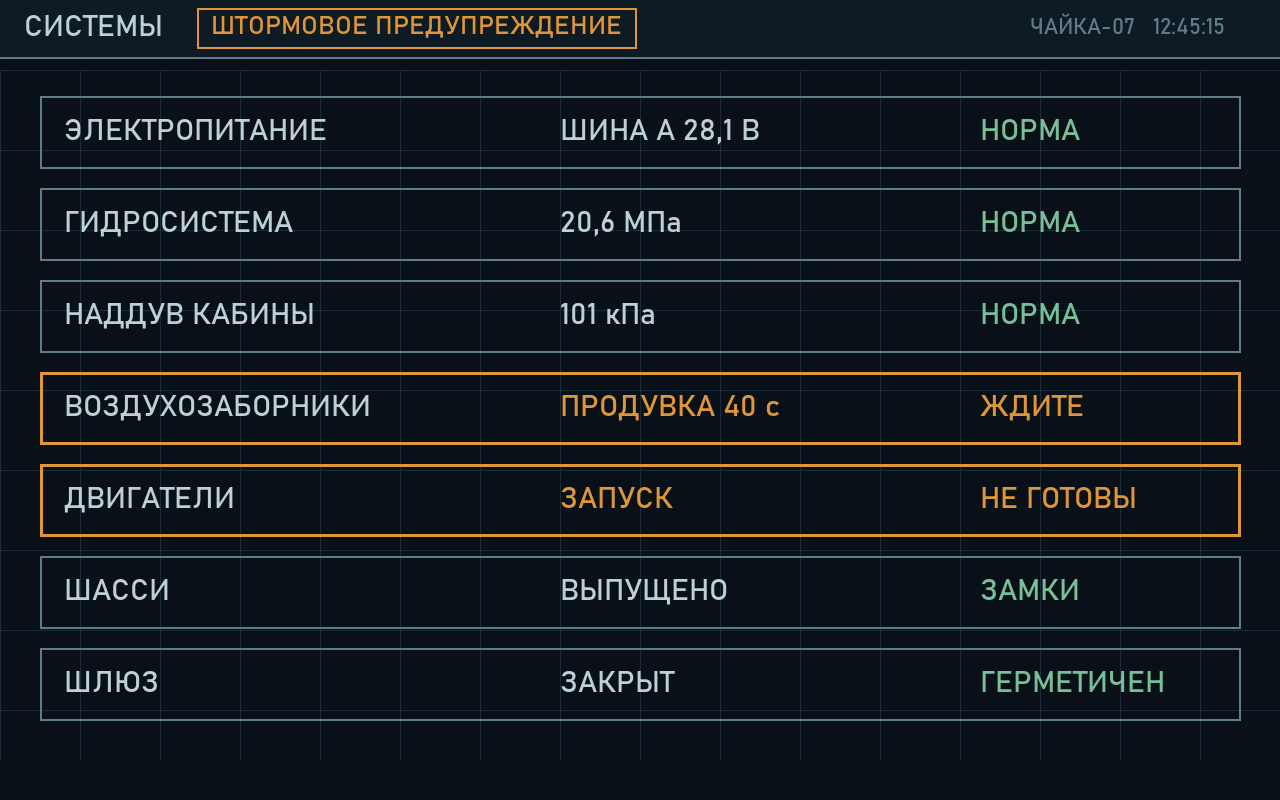 СИСТЕМЫ ШТОРМОВОЕ ПРЕДУПРЕЖДЕНИЕ ЧАЙКА-07 12:45:15
ЭЛЕКТРОПИТАНИЕ ШИНА А 28,1 В НОРМА
ГИДРОСИСТЕМА 20,6 МПа НОРМА
НАДДУВ КАБИНЫ 101 кПа НОРМА
ВОЗДУХОЗАБОРНИКИ ПРОДУВКА 40 с ЖДИТЕ
ДВИГАТЕЛИ ЗАПУСК НЕ ГОТОВЫ
ШАССИ ВЫПУЩЕНО ЗАМКИ
ШЛЮЗ ЗАКРЫТ ГЕРМЕТИЧЕН